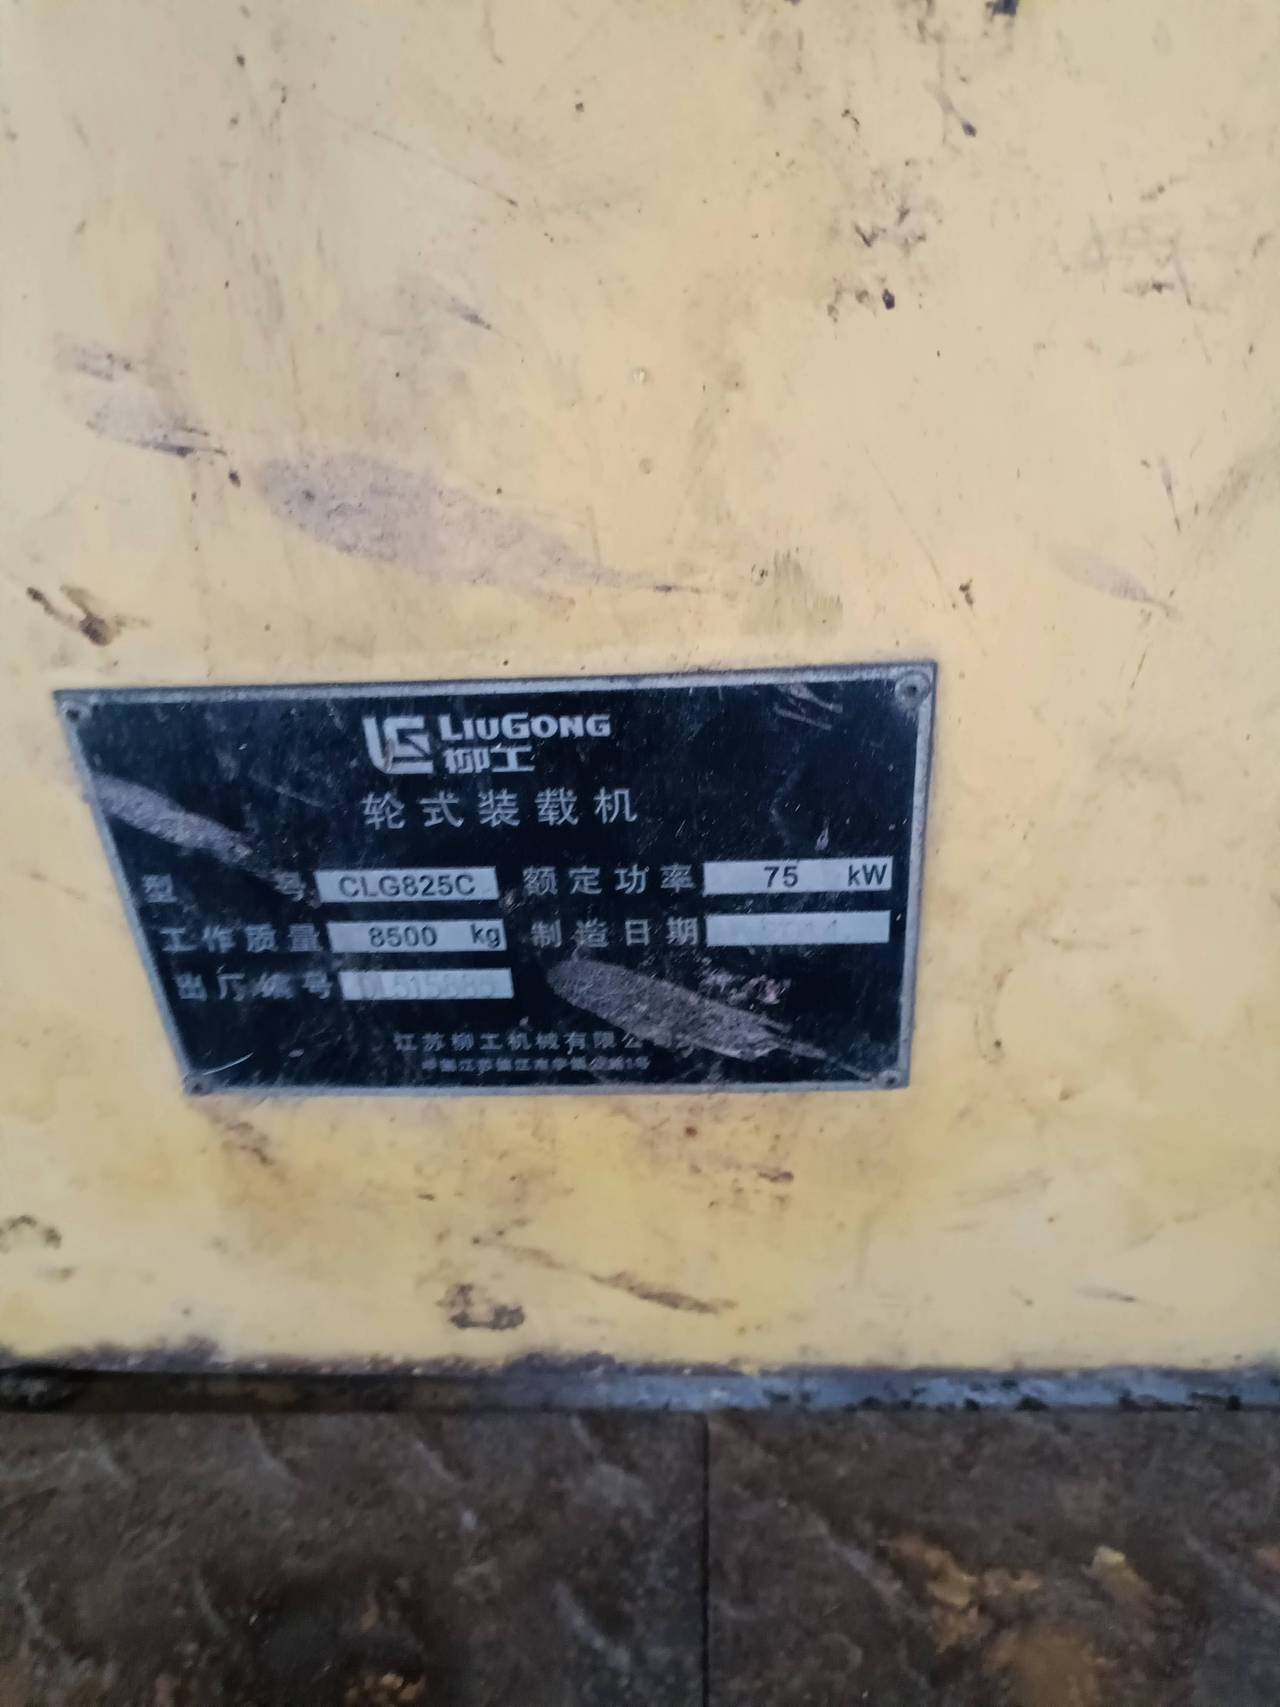 LIUGONG
柳工
轮式装载机
型号 CLG825C 额定功率 75 kW
工作质量 8500 kg 制造日期
出厂编号
江苏柳工机械有限公司